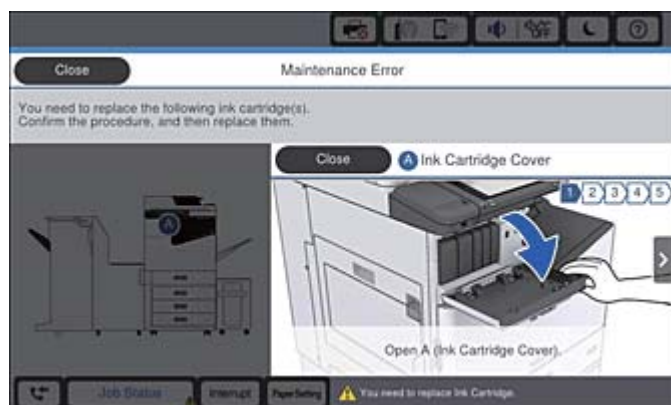 OFF
Close
Maintenance Error
You need to replace the following ink cartridge(s).
Confirm the procedure, and then replace them.
Close
A Ink Cartridge Cover
1 2 3 4 5
A
Open A (Ink Cartridge Cover).
Job Status
Interrupt
Paper Setting
You need to replace Ink Cartridge.